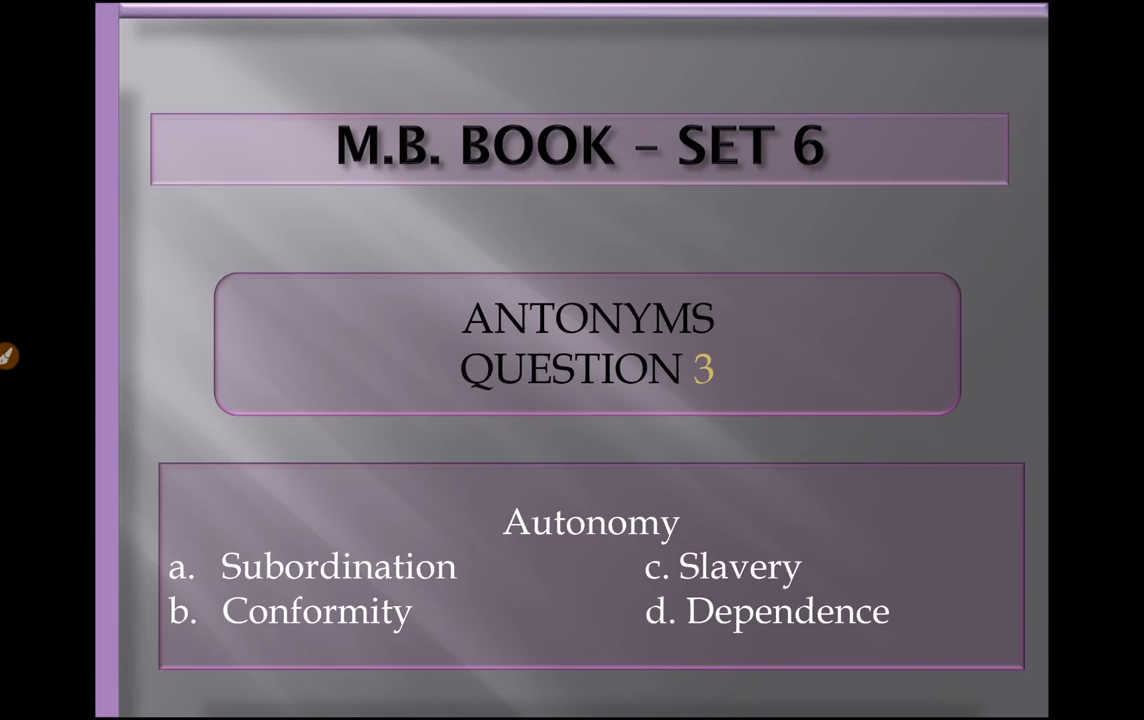 M.B. BOOK – SET 6
ANTONYMS
QUESTION 3
Autonomy
a. Subordination c. Slavery
b. Conformity d. Dependence